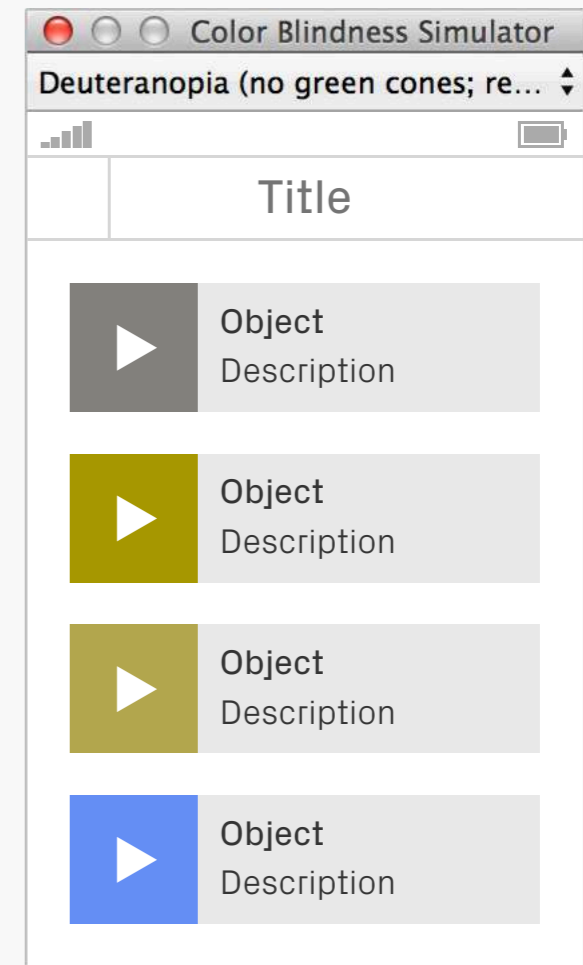 Color Blindness Simulator
Deuteranopia (no green cones; re...
Title
Object
Description
Object
Description
Object
Description
Object
Description